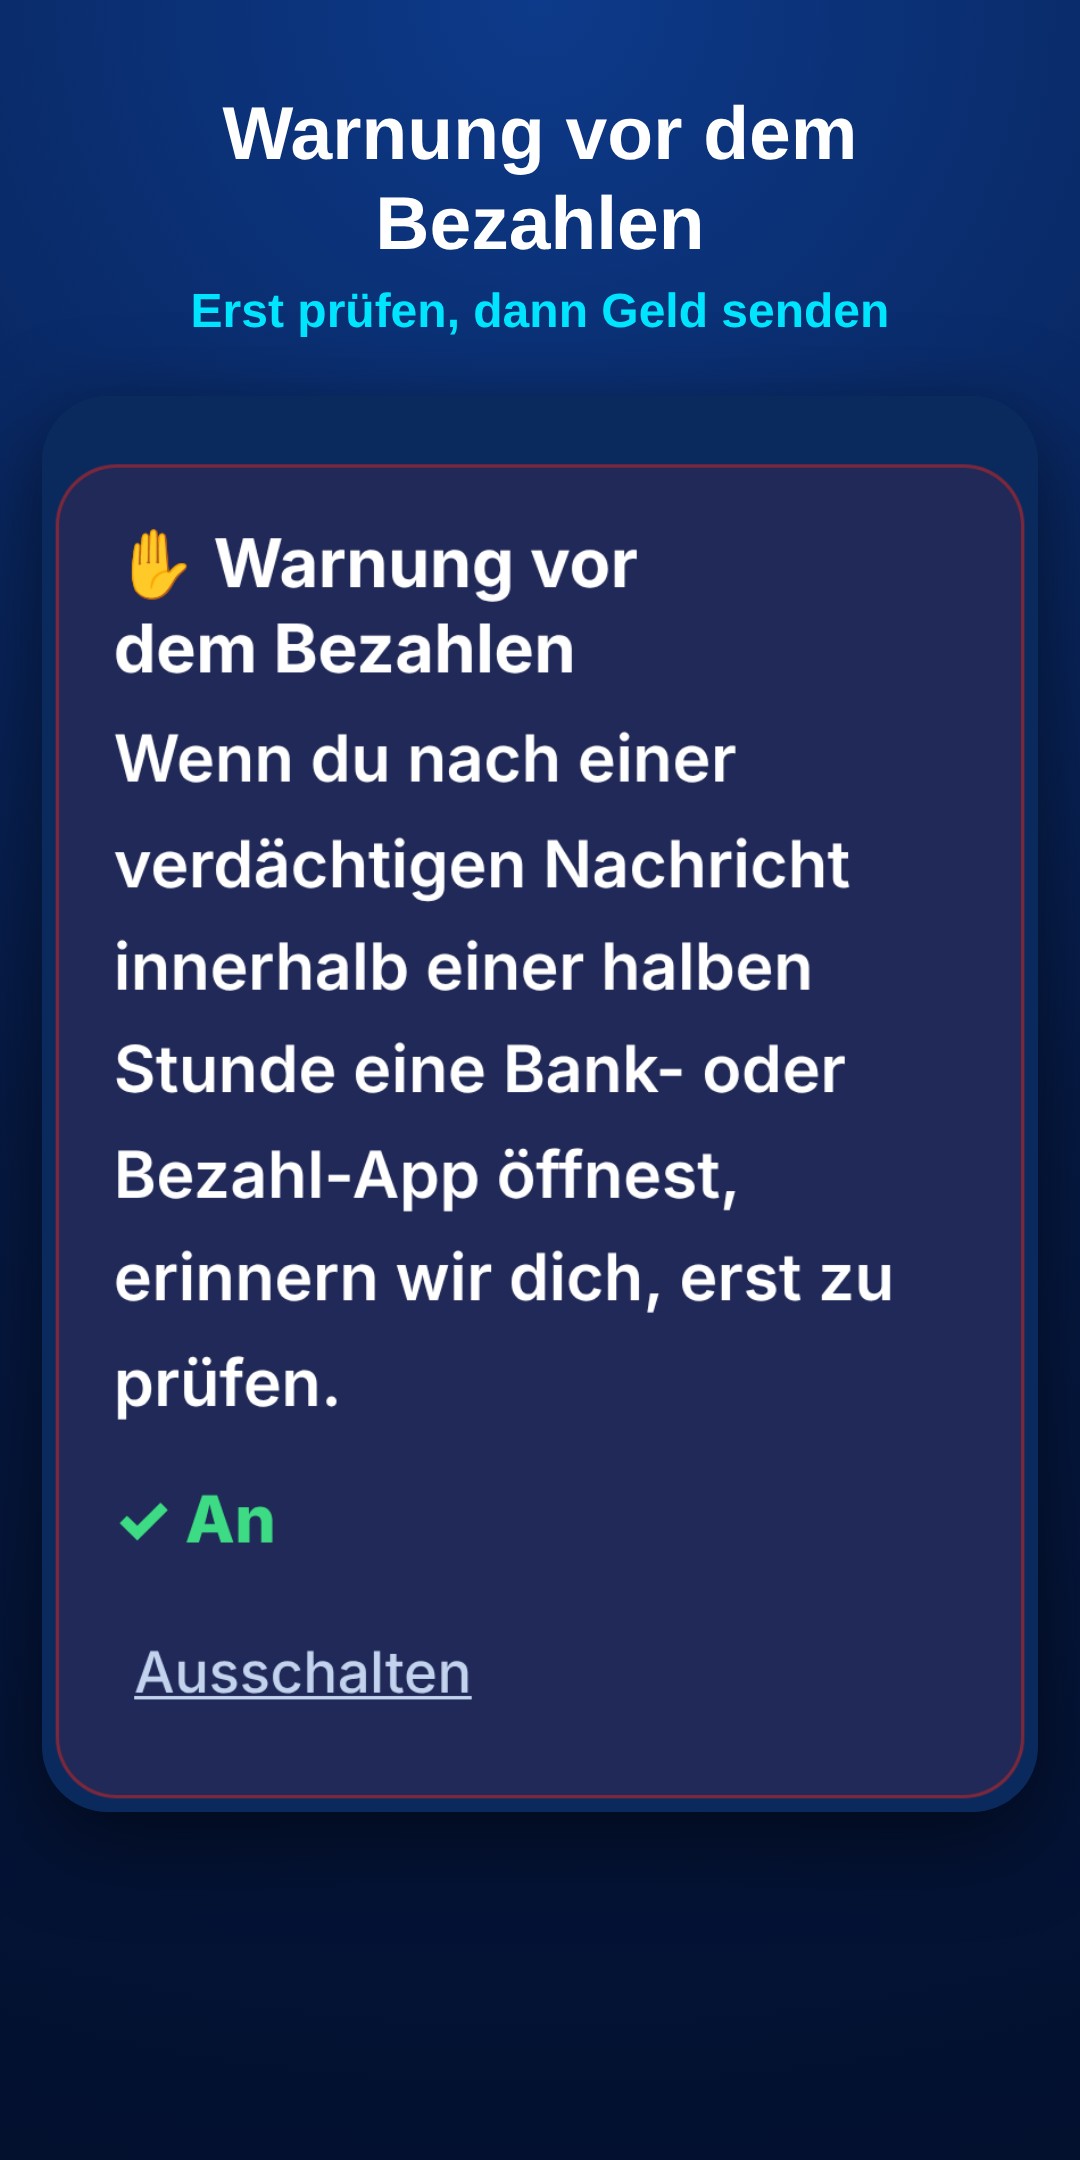 Warnung vor dem
Bezahlen
Erst prüfen, dann Geld senden
✋ Warnung vor
dem Bezahlen
Wenn du nach einer
verdächtigen Nachricht
innerhalb einer halben
Stunde eine Bank- oder
Bezahl-App öffnest,
erinnern wir dich, erst zu
prüfen.
✓ An
Ausschalten